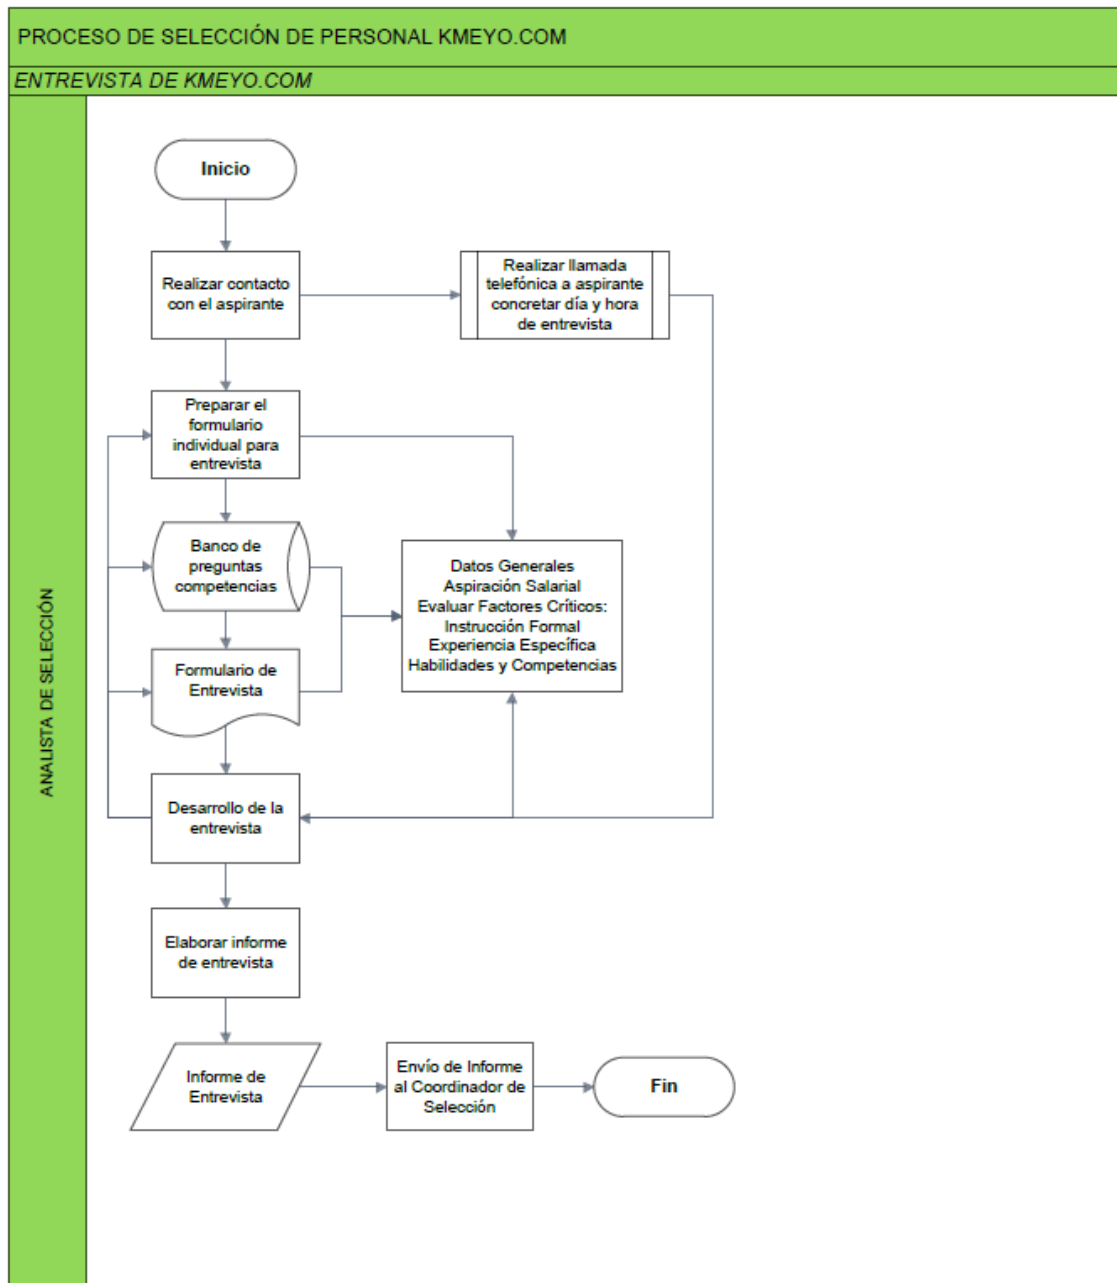 PROCESO DE SELECCIÓN DE PERSONAL KMEYO.COM
ENTREVISTA DE KMEYO.COM
ANALISTA DE SELECCIÓN
Inicio
Realizar contacto
con el aspirante
Realizar llamada
telefónica a aspirante
concretar día y hora
de entrevista
Preparar el
formulario
individual para
entrevista
Banco de
preguntas
competencias
Datos Generales
Aspiración Salarial
Evaluar Factores Críticos:
Instrucción Formal
Experiencia Específica
Habilidades y Competencias
Formulario de
Entrevista
Desarrollo de la
entrevista
Elaborar informe
de entrevista
Informe de
Entrevista
Envío de Informe
al Coordinador de
Selección
Fin